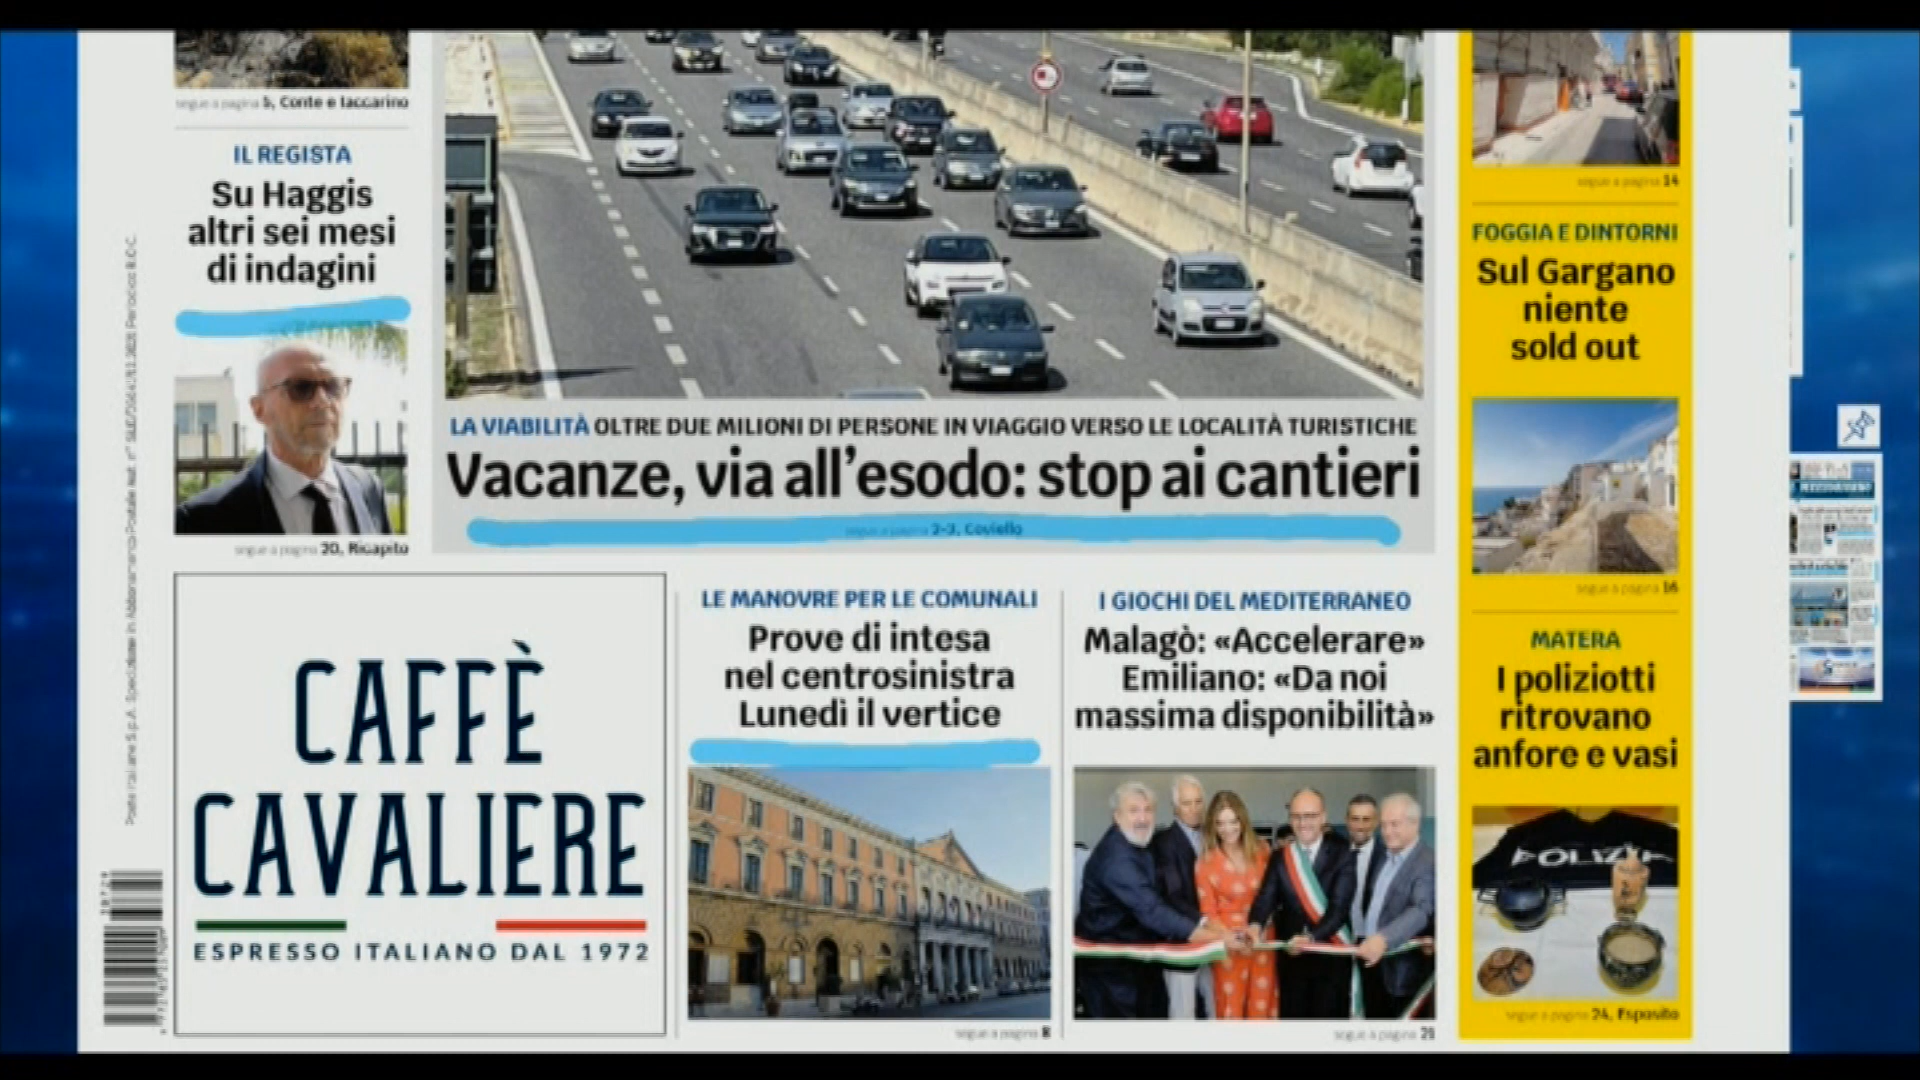 segue a pagina 5, Conte e Iaccarino
IL REGISTA
Su Haggis
altri sei mesi
di indagini
segue a pagina 20, Ricapito
LA VIABILITÀ OLTRE DUE MILIONI DI PERSONE IN VIAGGIO VERSO LE LOCALITÀ TURISTICHE
Vacanze, via all'esodo: stop ai cantieri
segue a pagina 2-3, Coviello
CAFFÈ
CAVALIERE
ESPRESSO ITALIANO DAL 1972
LE MANOVRE PER LE COMUNALI
Prove di intesa
nel centrosinistra
Lunedì il vertice
segue a pagina 8
I GIOCHI DEL MEDITERRANEO
Malagò: «Accelerare»
Emiliano: «Da noi
massima disponibilità»
segue a pagina 21
segue a pagina 14
FOGGIA E DINTORNI
Sul Gargano
niente
sold out
segue a pagina 16
MATERA
I poliziotti
ritrovano
anfore e vasi
POLIZIA
segue a pagina 24, Esposito